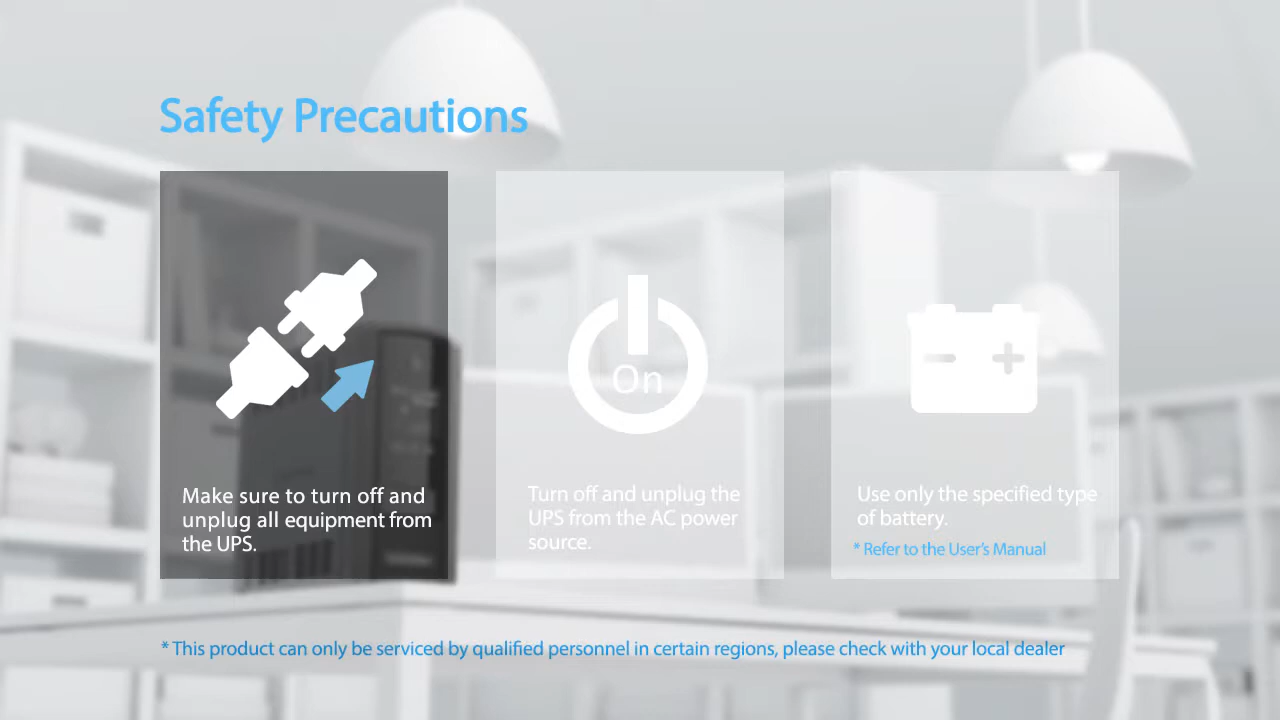 Safety Precautions
Make sure to turn off and
unplug all equipment from
the UPS.
On
Turn off and unplug the
UPS from the AC power
source.
Use only the specified type
of battery.
* Refer to the User's Manual
* This product can only be serviced by qualified personnel in certain regions, please check with your local dealer